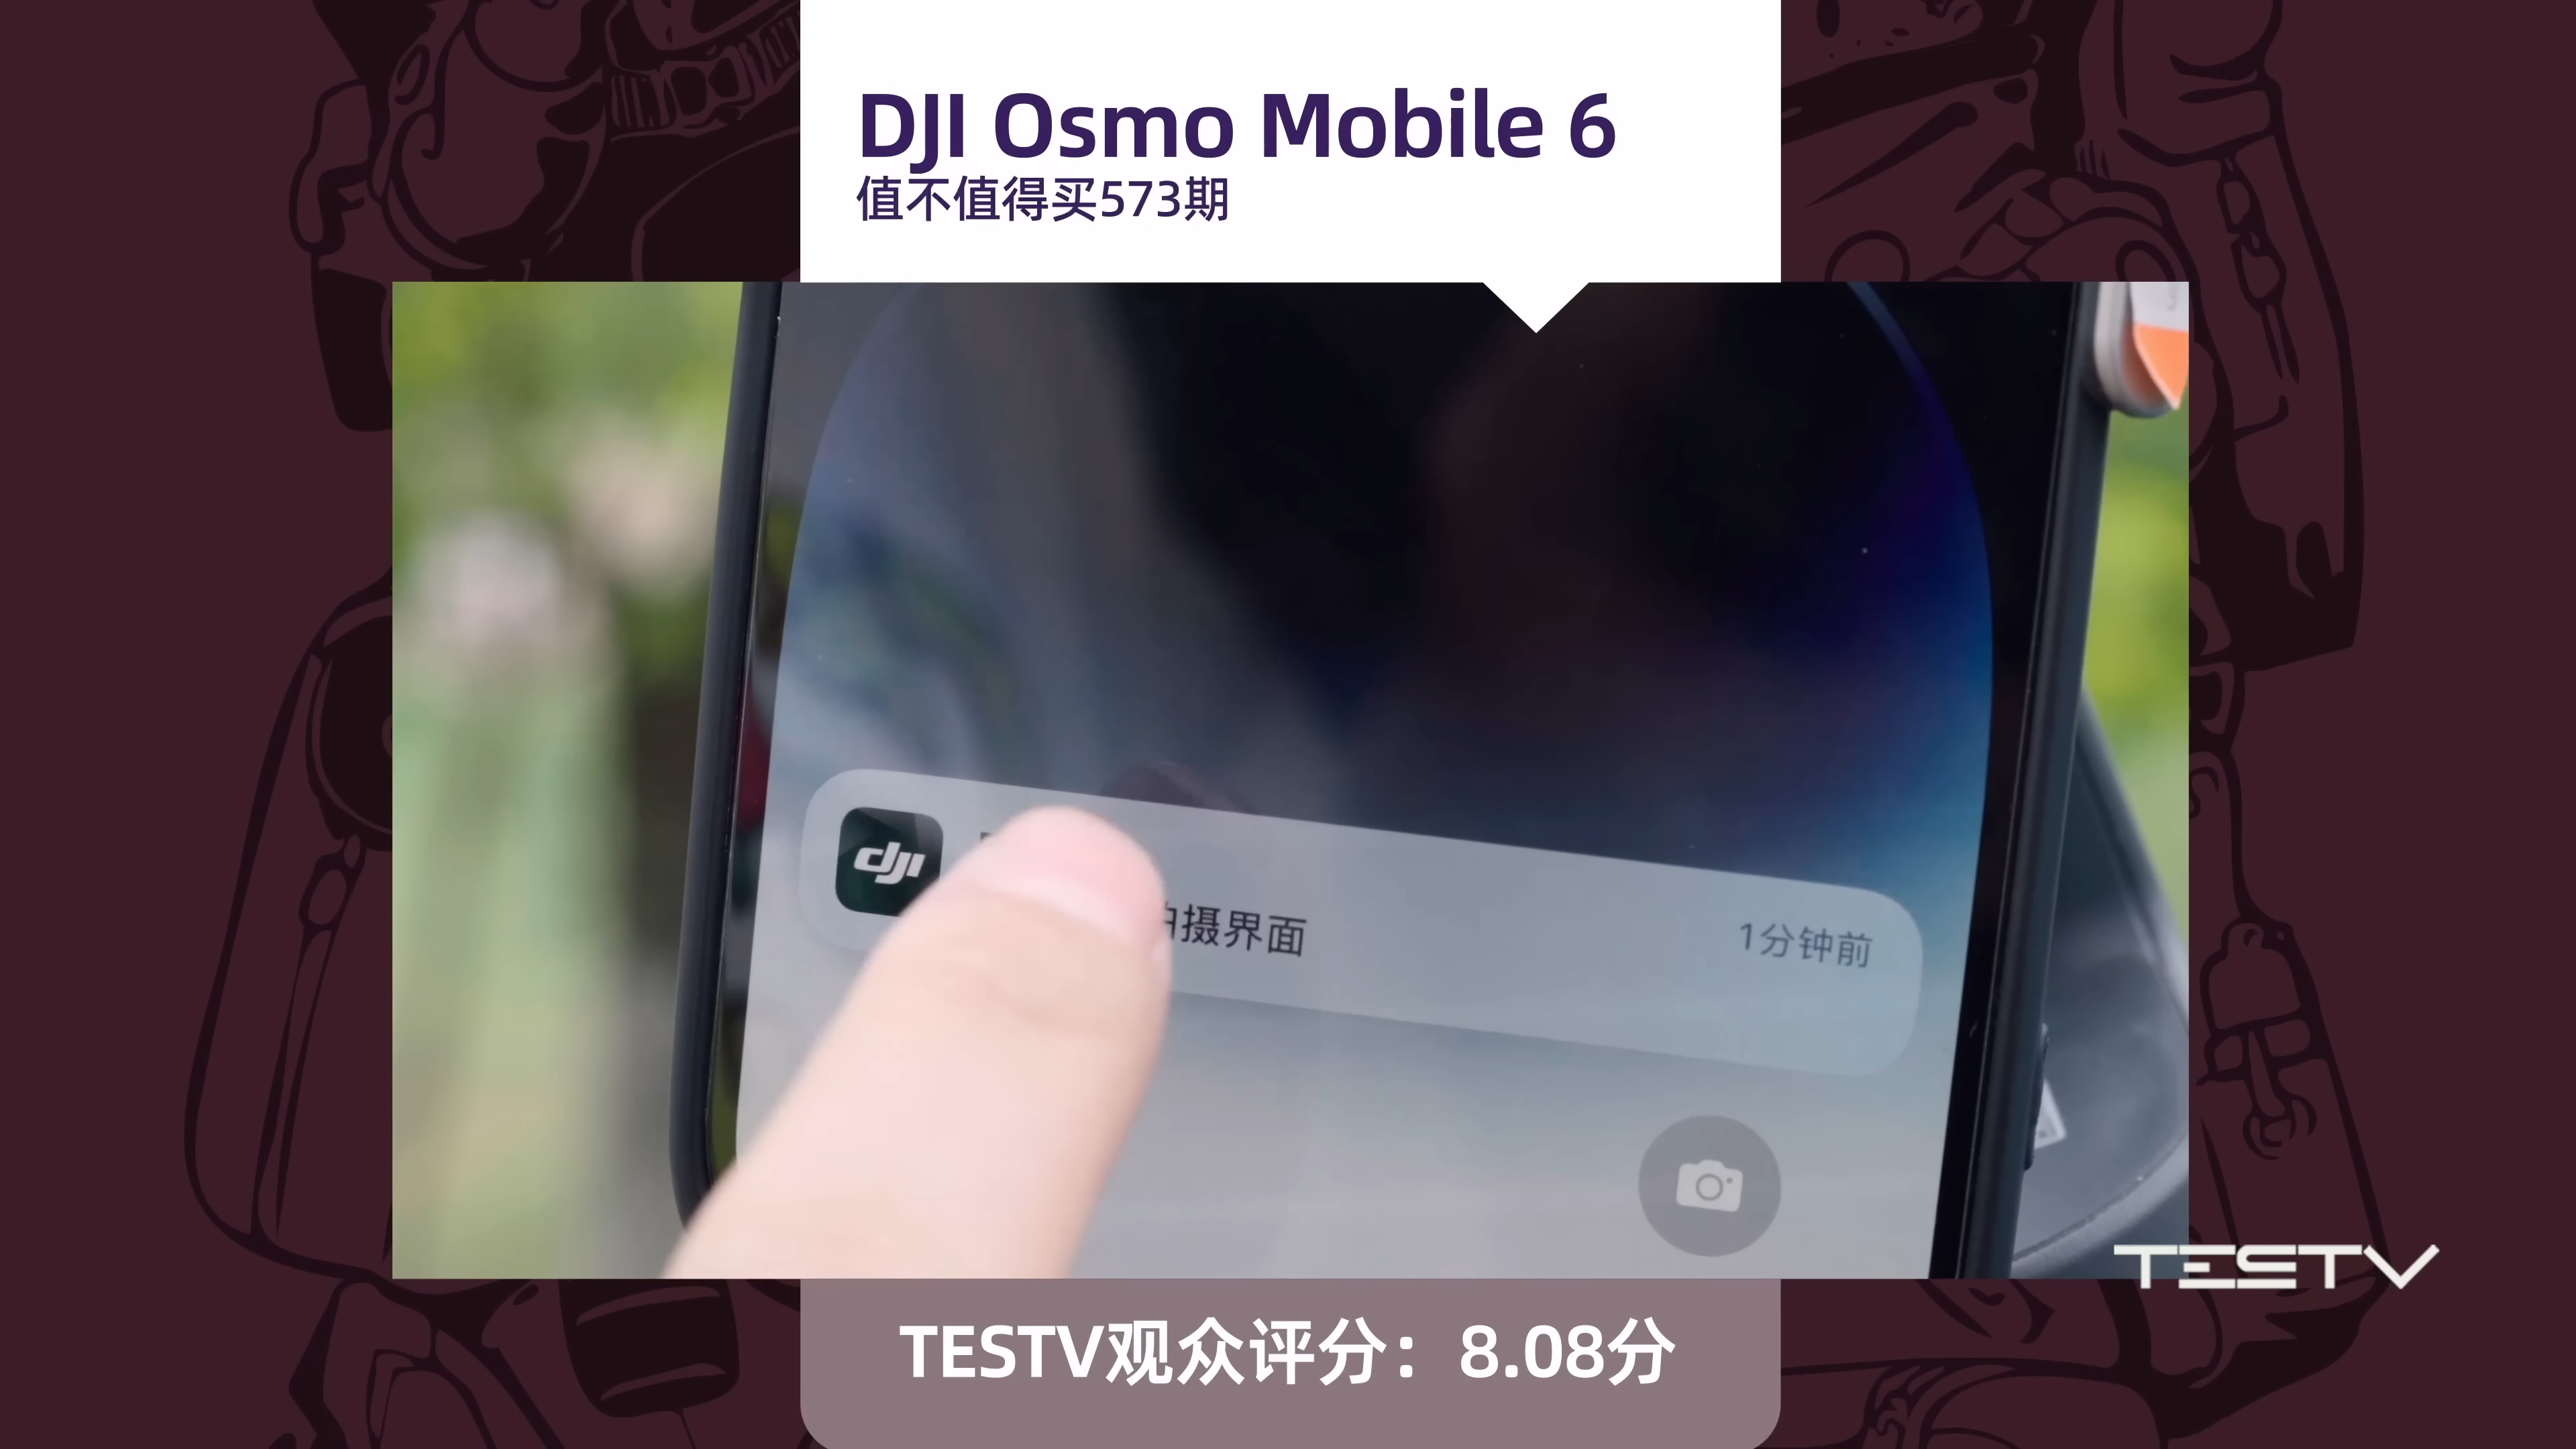 DJI Osmo Mobile 6
值不值得买573期
dji
摄界面
1分钟前
TESTV
TESTV观众评分：8.08分